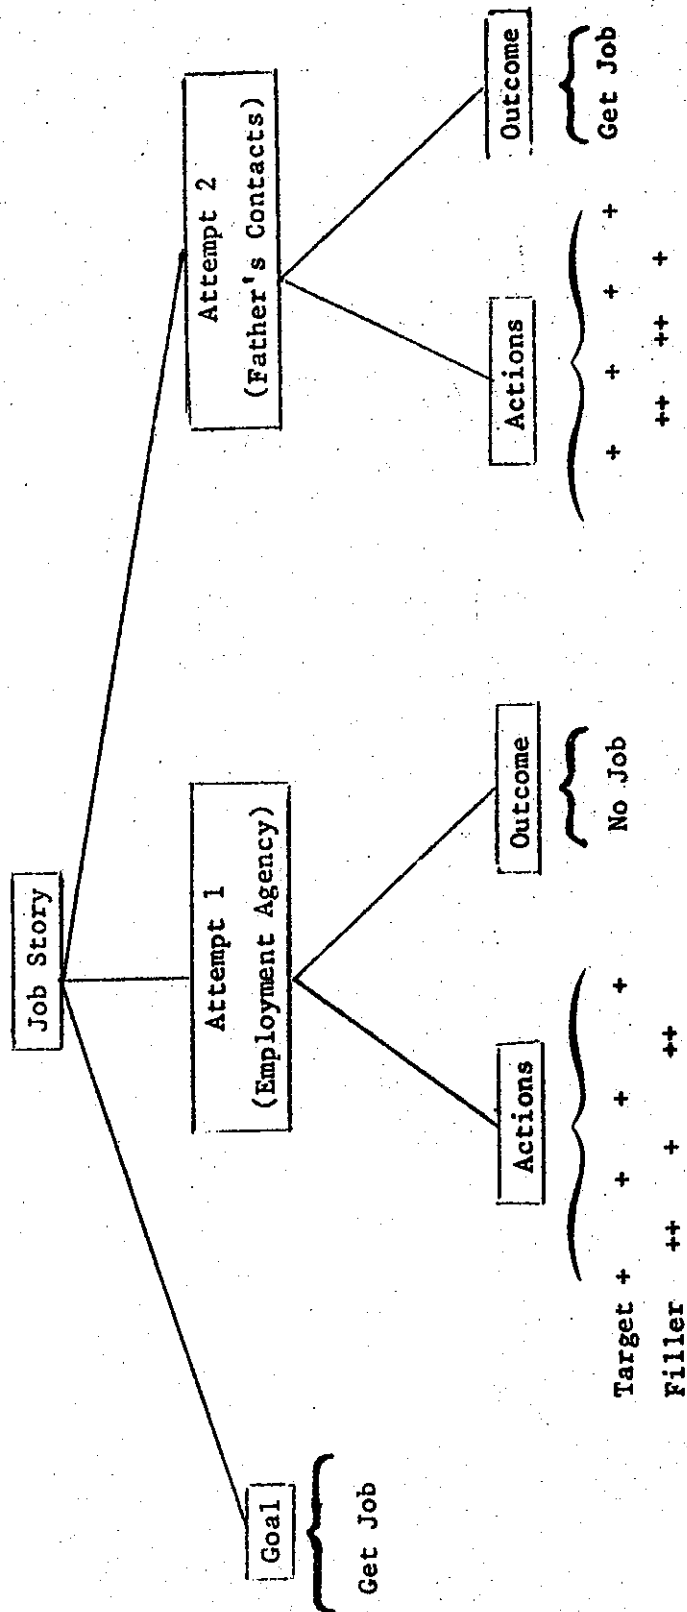 Job Story
Attempt 1
(Employment Agency)
Attempt 2
(Father's Contacts)
Goal
Get Job
Actions
Outcome
No Job
Actions
Outcome
Get Job
Target + + + + + + + +
Filler ++ + ++ ++ ++ +